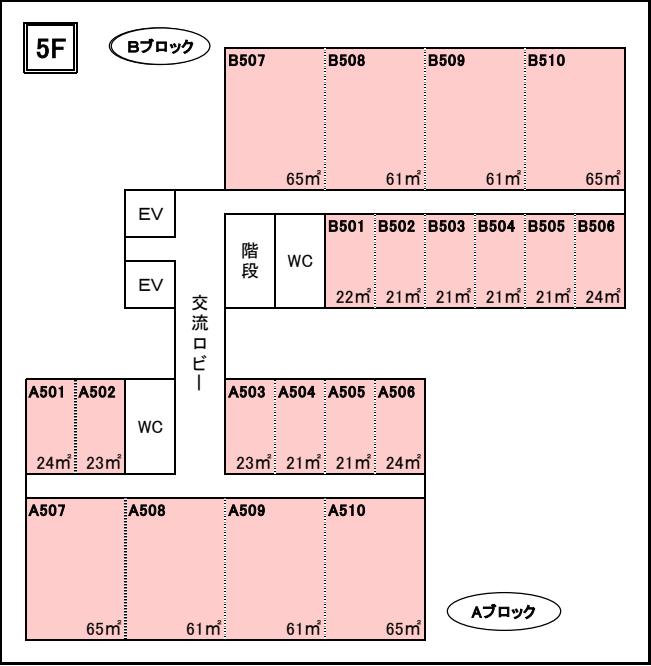 5F
Bブロック
B507
B508
B509
B510
65㎡
61㎡
61㎡
65㎡
EV
階段
WC
B501
B502
B503
B504
B505
B506
22㎡
21㎡
21㎡
21㎡
21㎡
24㎡
EV
交流ロビー
A501
A502
WC
A503
A504
A505
A506
24㎡
23㎡
23㎡
21㎡
21㎡
24㎡
A507
A508
A509
A510
65㎡
61㎡
61㎡
65㎡
Aブロック